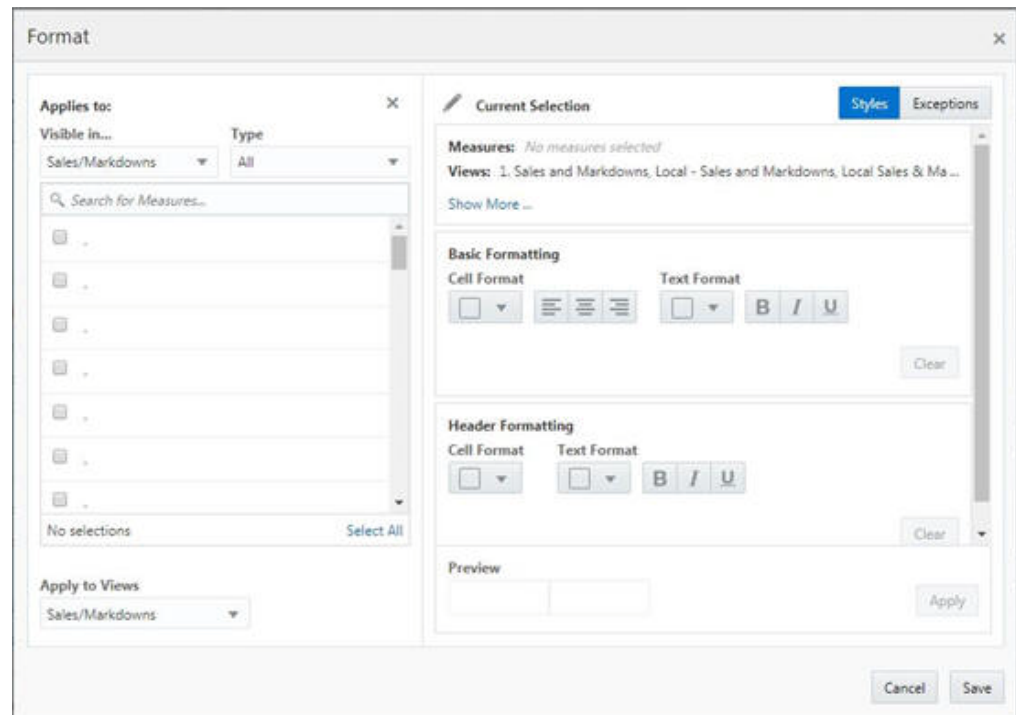 Format
Applies to:
Visible in...
Type
Sales/Markdowns
All
Search for Measures...
.
.
.
.
.
.
.
No selections
Select All
Apply to Views
Sales/Markdowns
Current Selection
Styles
Exceptions
Measures: No measures selected
Views: 1. Sales and Markdowns, Local - Sales and Markdowns, Local Sales & Ma ...
Show More ...
Basic Formatting
Cell Format
Text Format
B I U
Clear
Header Formatting
Cell Format
Text Format
B I U
Clear
Preview
Apply
Cancel
Save